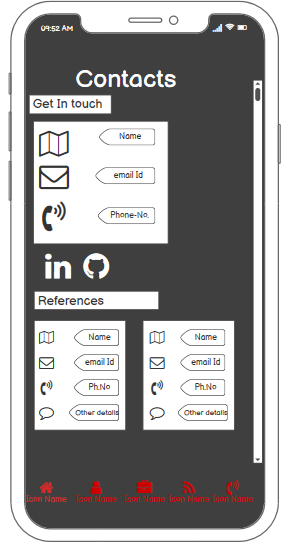 09:52 AM
Contacts
Get In touch
Name
email Id
Phone-No.
in
References
Name
email Id
Ph.No
Other details
Name
email Id
Ph.No
Other details
Icon Name Icon Name Icon Name Icon Name Icon Name